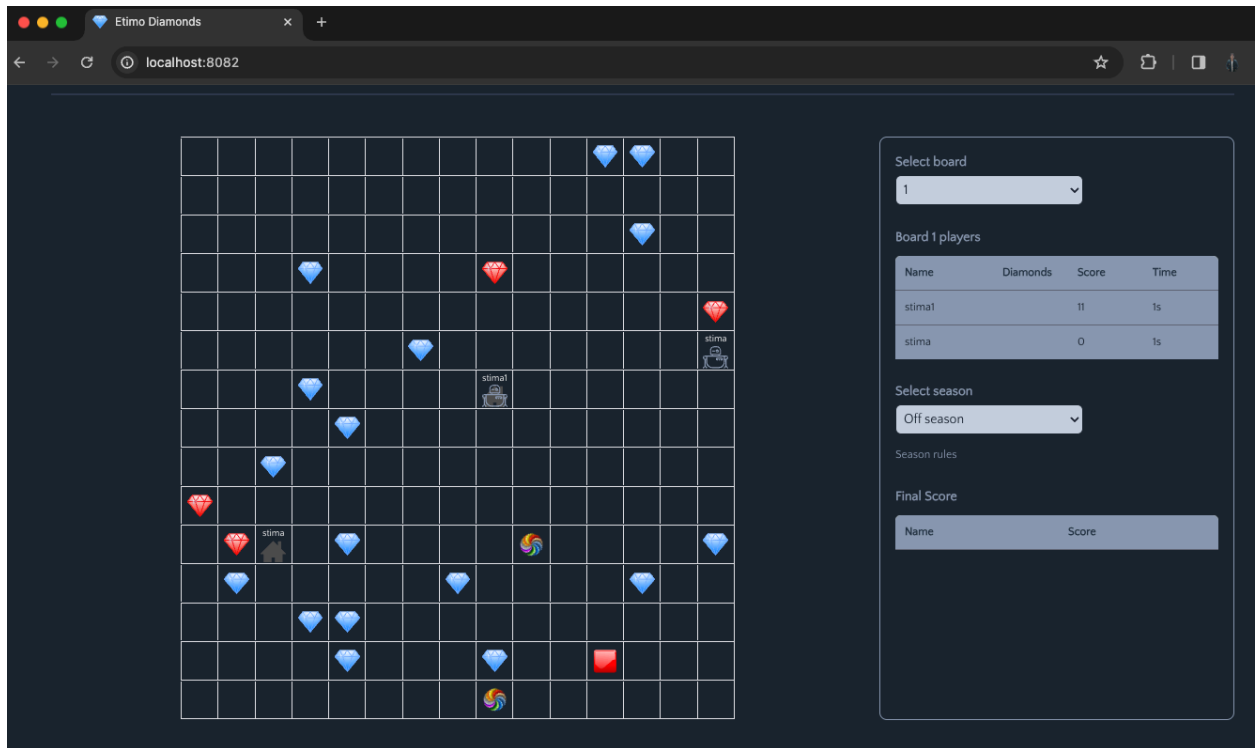 Etimo Diamonds
localhost:8082
Select board
1
Board 1 players
Name Diamonds Score Time
stima1 11 1s
stima 0 1s
Select season
Off season
Season rules
Final Score
Name Score
stima
stima1
stima